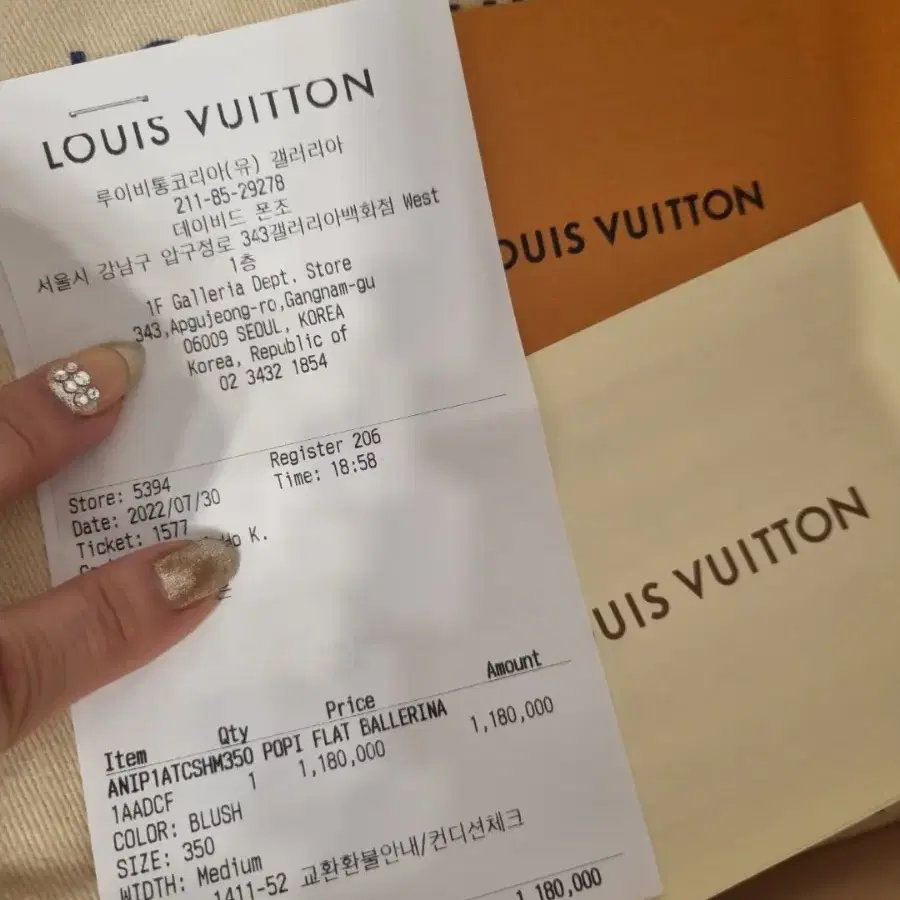 LOUIS VUITTON
루이비통코리아(유) 갤러리아
211-85-29278
데이비드 폰조
서울시 강남구 압구정로 343갤러리아백화점 West
1층
1F Galleria Dept. Store
343,Apgujeong-ro,Gangnam-gu
06009 SEOUL, KOREA
Korea, Republic of
02 3432 1854
Store: 5394 Register 206
Date: 2022/07/30 Time: 18:58
Ticket: 1577
Ho K.
Item Qty Price Amount
ANIP1ATCSHM350 POPI FLAT BALLERINA
1AADCF 1 1,180,000 1,180,000
COLOR: BLUSH
SIZE: 350
WIDTH: Medium
1411-52 교환환불안내/컨디션체크
1,180,000
OUIS VUITTON
UIS VUITTON